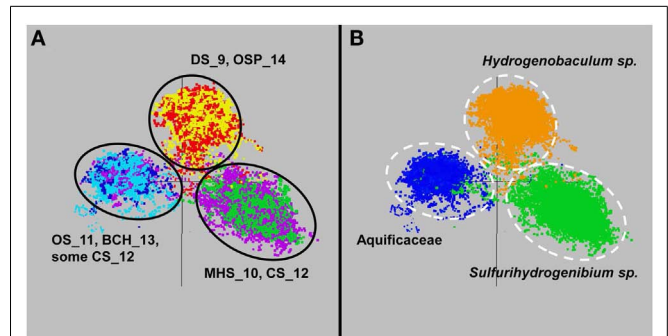 A
DS_9, OSP_14
OS_11, BCH_13,
some CS_12
MHS_10, CS_12
B
Hydrogenobaculum sp.
Aquificaceae
Sulfurihydrogenibium sp.